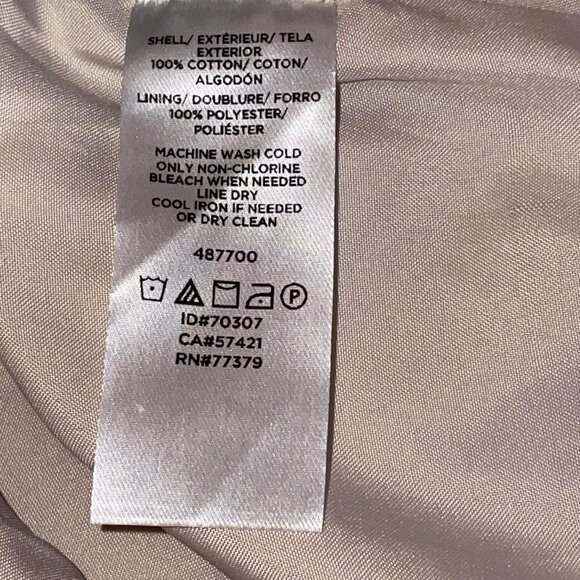 SHELL/ EXTÉRIEUR/ TELA
EXTERIOR
100% COTTON/ COTON/
ALGODÓN
LINING/ DOUBLURE/ FORRO
100% POLYESTER/
POLIÉSTER
MACHINE WASH COLD
ONLY NON-CHLORINE
BLEACH WHEN NEEDED
LINE DRY
COOL IRON IF NEEDED
OR DRY CLEAN
487700
P
ID#70307
CA#57421
RN#77379